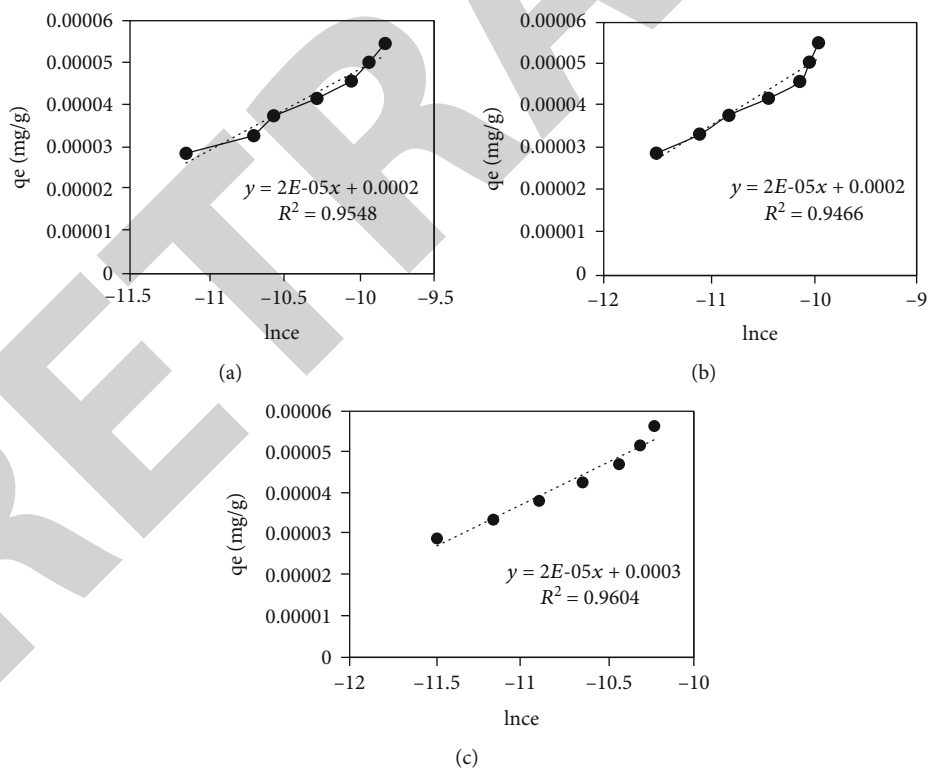 0.00006
0.00005
0.00004
0.00003
0.00002
0.00001
0
qe (mg/g)
y = 2E-05x + 0.0002
R² = 0.9548
–11.5 –11 –10.5 –10 –9.5
lnce
(a)
0.00006
0.00005
0.00004
0.00003
0.00002
0.00001
0
qe (mg/g)
y = 2E-05x + 0.0002
R² = 0.9466
–12 –11 –10 –9
lnce
(b)
0.00006
0.00005
0.00004
0.00003
0.00002
0.00001
0
qe (mg/g)
y = 2E-05x + 0.0003
R² = 0.9604
–12 –11.5 –11 –10.5 –10
lnce
(c)
RETRA